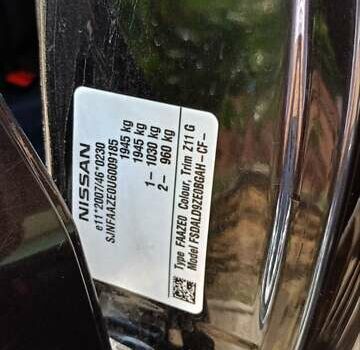 NISSAN
e11*2007/46*0230
SJNFAAZE0U6009185
1945 kg
1945 kg
1– 1030 kg
2– 960 kg
Type FAAZE0 Colour, Trim Z11 G
Model FSDALD9ZE0BGAH-CF-